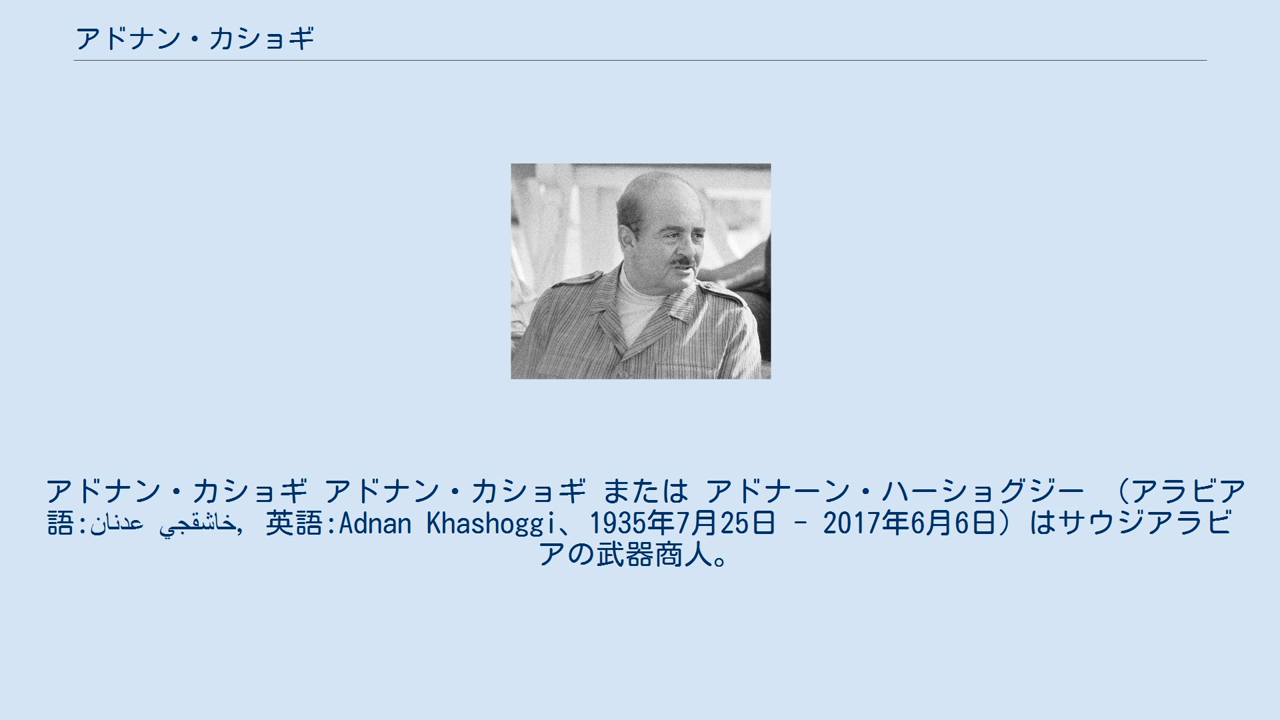 アドナン・カショギ
アドナン・カショギ アドナン・カショギ または アドナーン・ハーショグジー （アラビア
語:عدنان خاشقجي, 英語:Adnan Khashoggi、1935年7月25日 - 2017年6月6日）はサウジアラビ
アの武器商人。